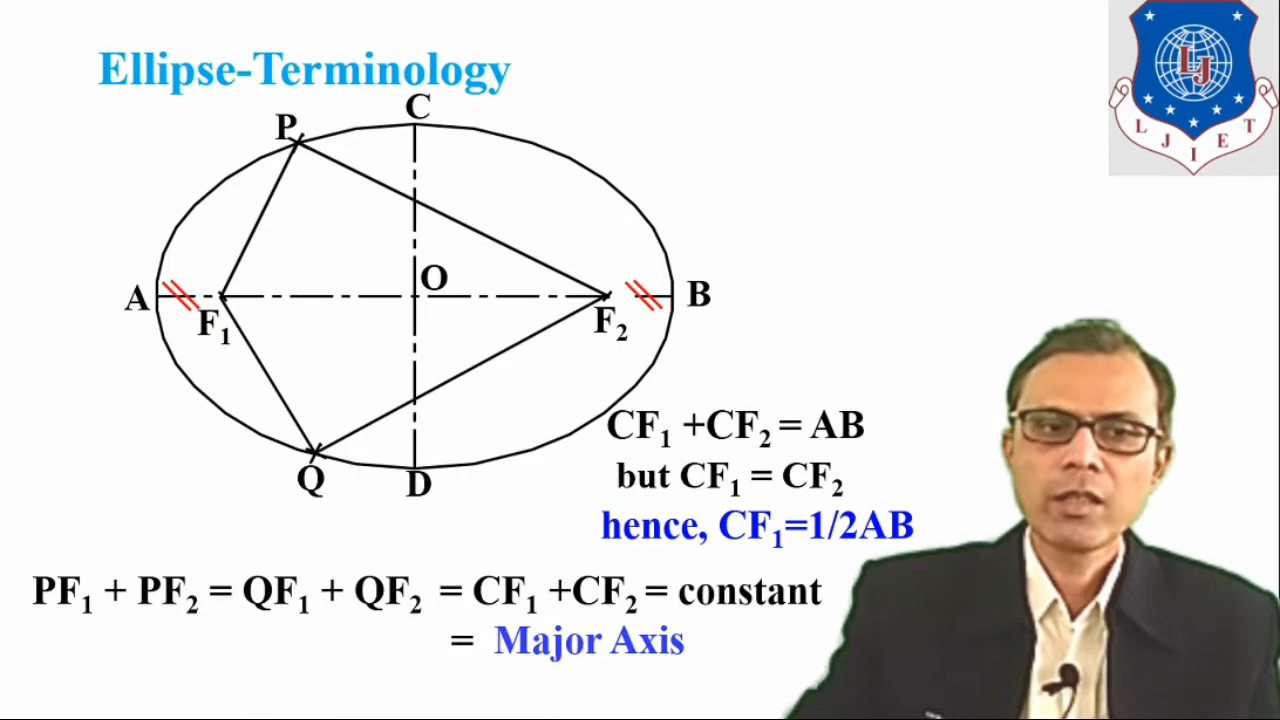 Ellipse-Terminology
C
P
O
A
B
F₁
F₂
Q
D
CF₁ +CF₂ = AB
but CF₁ = CF₂
hence, CF₁=1/2AB
PF₁ + PF₂ = QF₁ + QF₂ = CF₁ +CF₂ = constant
= Major Axis
LJ
L J I E T